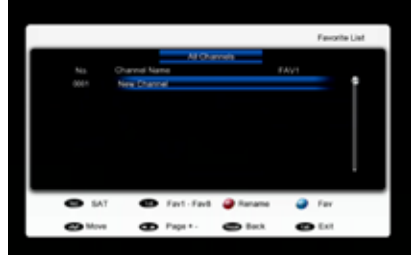 Favorite List
All Channels
No. Channel Name FAV1
0001 New Channel
SAT Fav1 - Fav8 Rename Fav
Move Page + - Back Exit